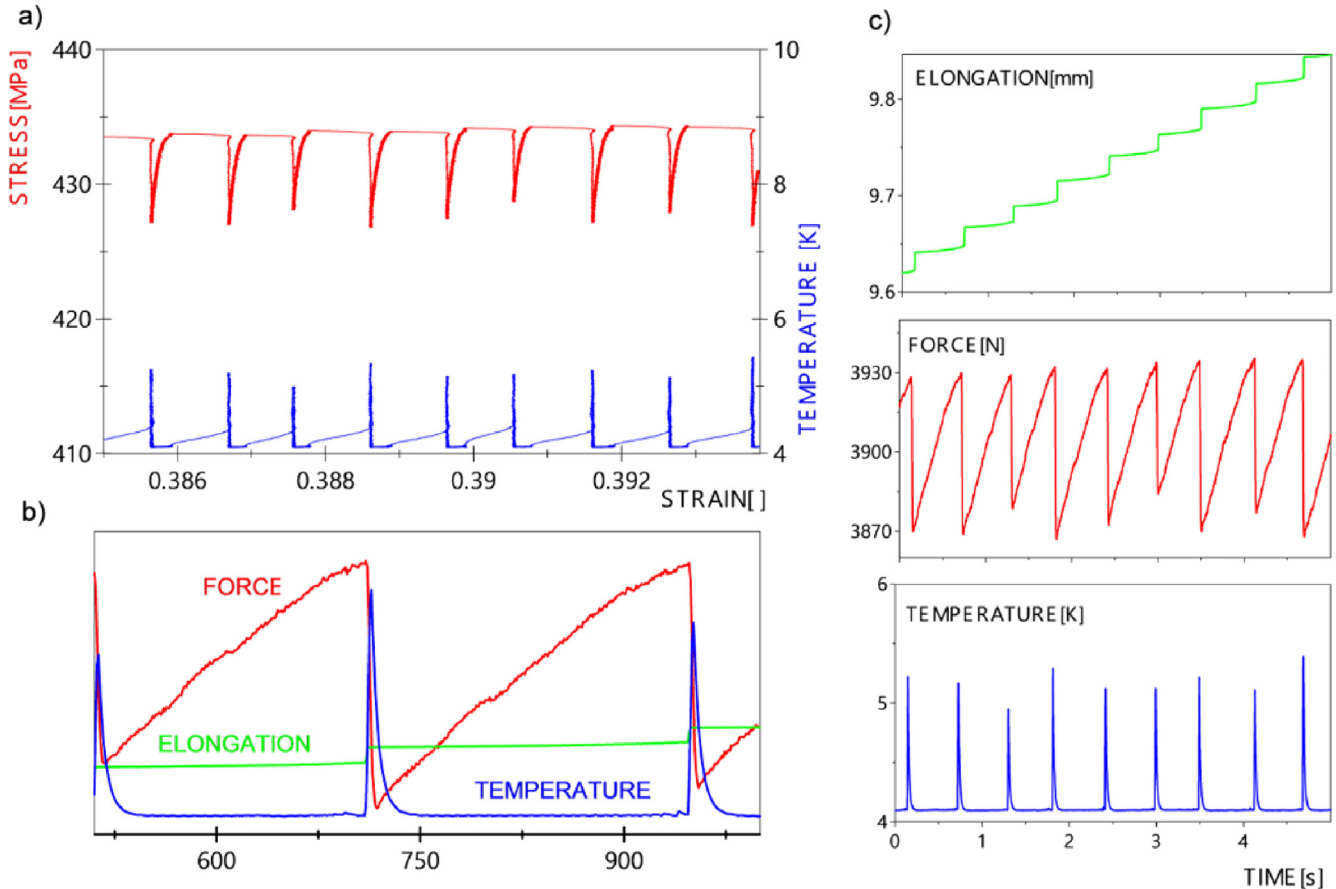 a)
440
430
420
410
STRESS[MPa]
10
8
6
4
TEMPERATURE [K]
0.386
0.388
0.39
0.392
STRAIN[ ]
b)
FORCE
ELONGATION
TEMPERATURE
600
750
900
c)
ELONGATION[mm]
9.8
9.7
9.6
FORCE[N]
3930
3900
3870
TEMPERATURE[K]
6
5
4
0
1
2
3
4
TIME[s]